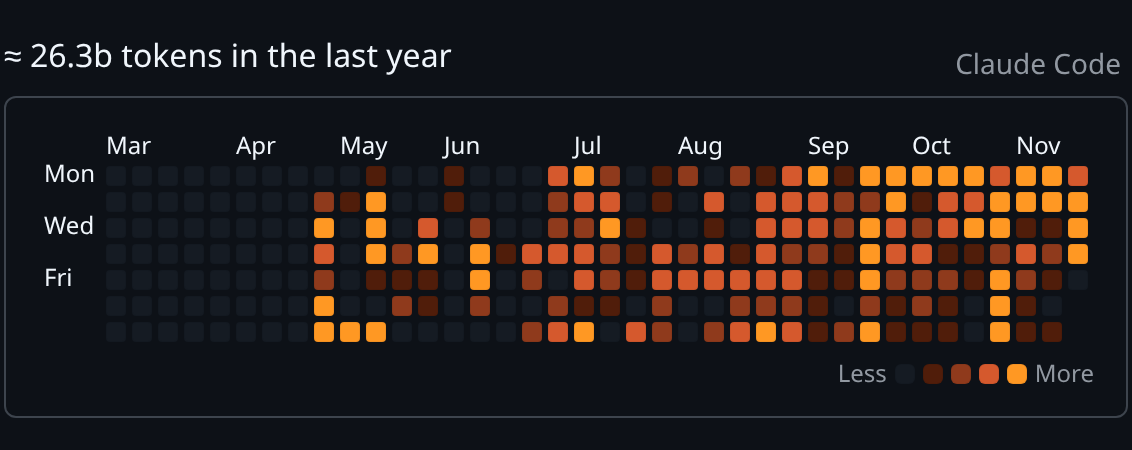 ≈ 26.3b tokens in the last year
Claude Code
Mar Apr May Jun Jul Aug Sep Oct Nov
Mon
Wed
Fri
Less More